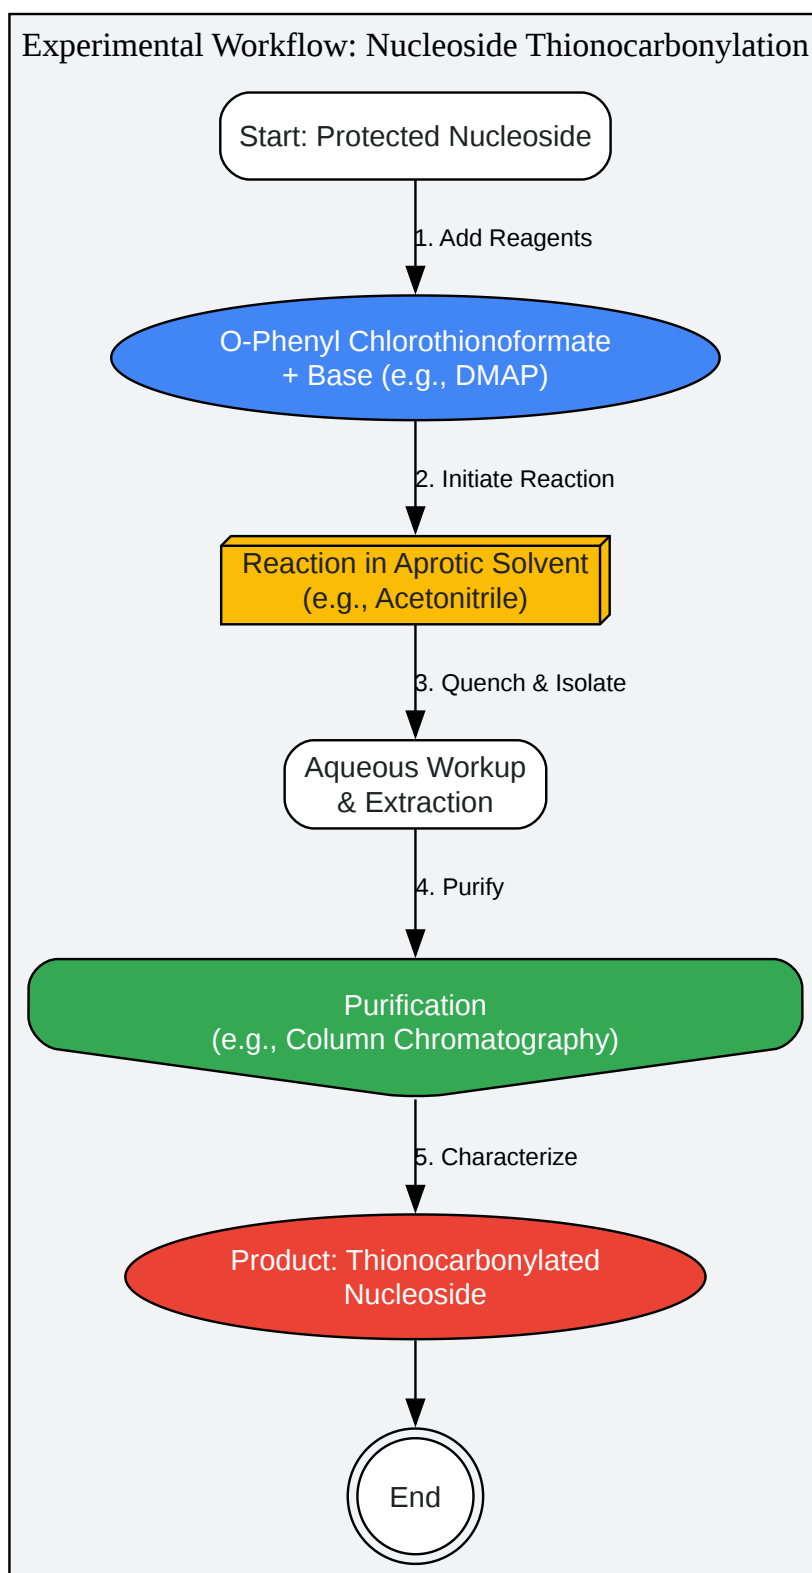 Experimental Workflow: Nucleoside Thionocarbonylation
Start: Protected Nucleoside
1. Add Reagents
O-Phenyl Chlorothionoformate
+ Base (e.g., DMAP)
2. Initiate Reaction
Reaction in Aprotic Solvent
(e.g., Acetonitrile)
3. Quench & Isolate
Aqueous Workup
& Extraction
4. Purify
Purification
(e.g., Column Chromatography)
5. Characterize
Product: Thionocarbonylated
Nucleoside
End